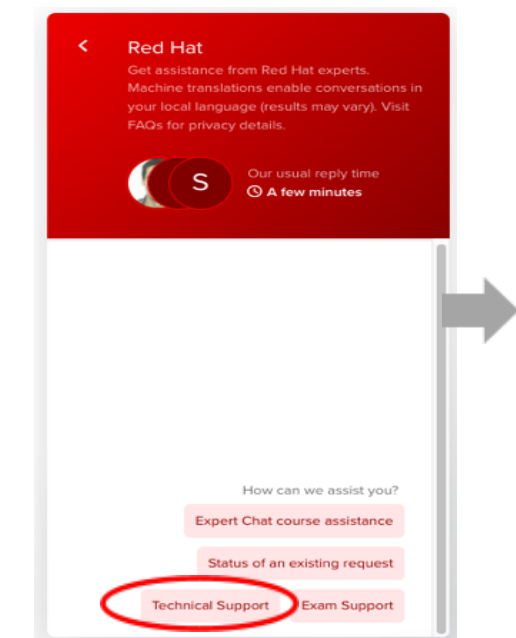 Red Hat
Get assistance from Red Hat experts.
Machine translations enable conversations in
your local language (results may vary). Visit
FAQs for privacy details.
S
Our usual reply time
A few minutes
How can we assist you?
Expert Chat course assistance
Status of an existing request
Technical Support
Exam Support